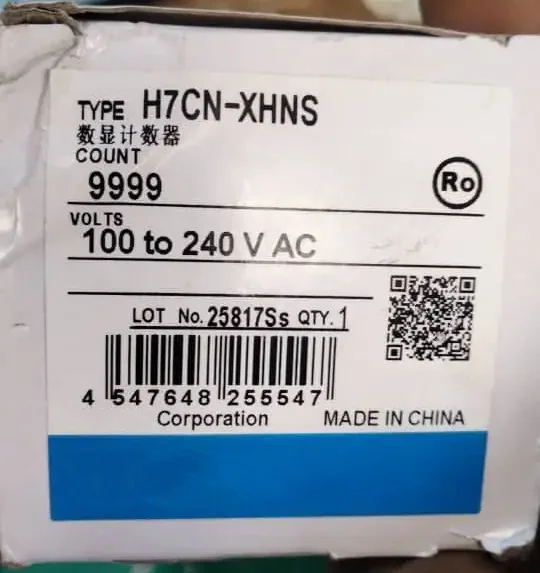 TYPE H7CN-XHNS
数显计数器
COUNT
9999
Ro
VOLTS
100 to 240 V AC
LOT No. 25817Ss QTY. 1
4 547648 255547
Corporation
MADE IN CHINA